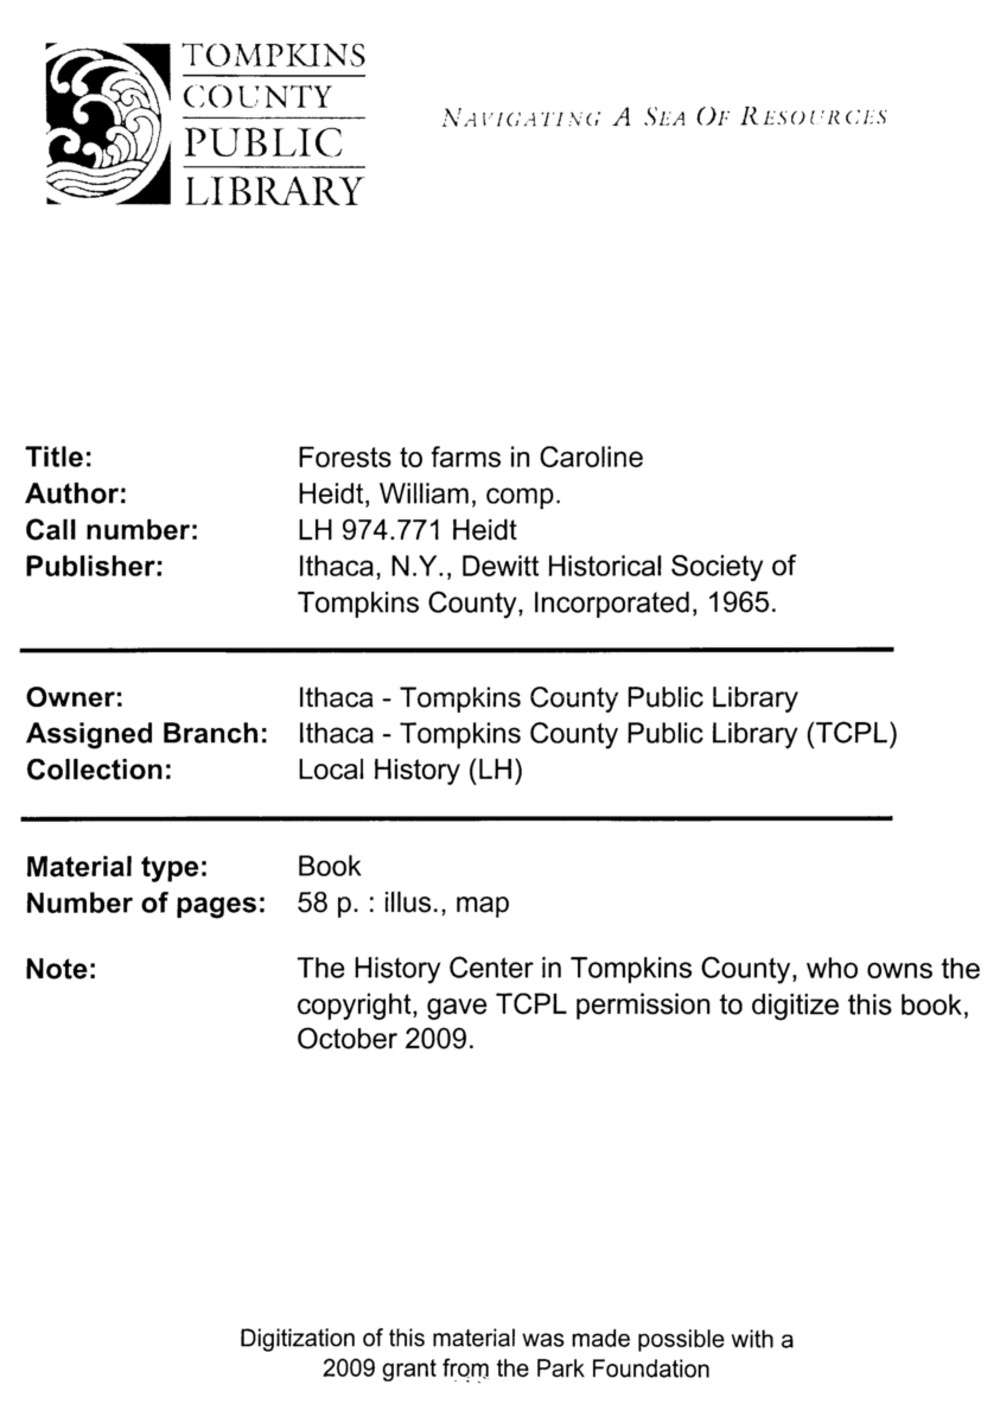 TOMPKINS
COUNTY
PUBLIC
LIBRARY
NAVIGATING A SEA OF RESOURCES
Title: Forests to farms in Caroline
Author: Heidt, William, comp.
Call number: LH 974.771 Heidt
Publisher: Ithaca, N.Y., Dewitt Historical Society of
Tompkins County, Incorporated, 1965.
Owner: Ithaca - Tompkins County Public Library
Assigned Branch: Ithaca - Tompkins County Public Library (TCPL)
Collection: Local History (LH)
Material type: Book
Number of pages: 58 p. : illus., map
Note: The History Center in Tompkins County, who owns the
copyright, gave TCPL permission to digitize this book,
October 2009.
Digitization of this material was made possible with a
2009 grant from the Park Foundation